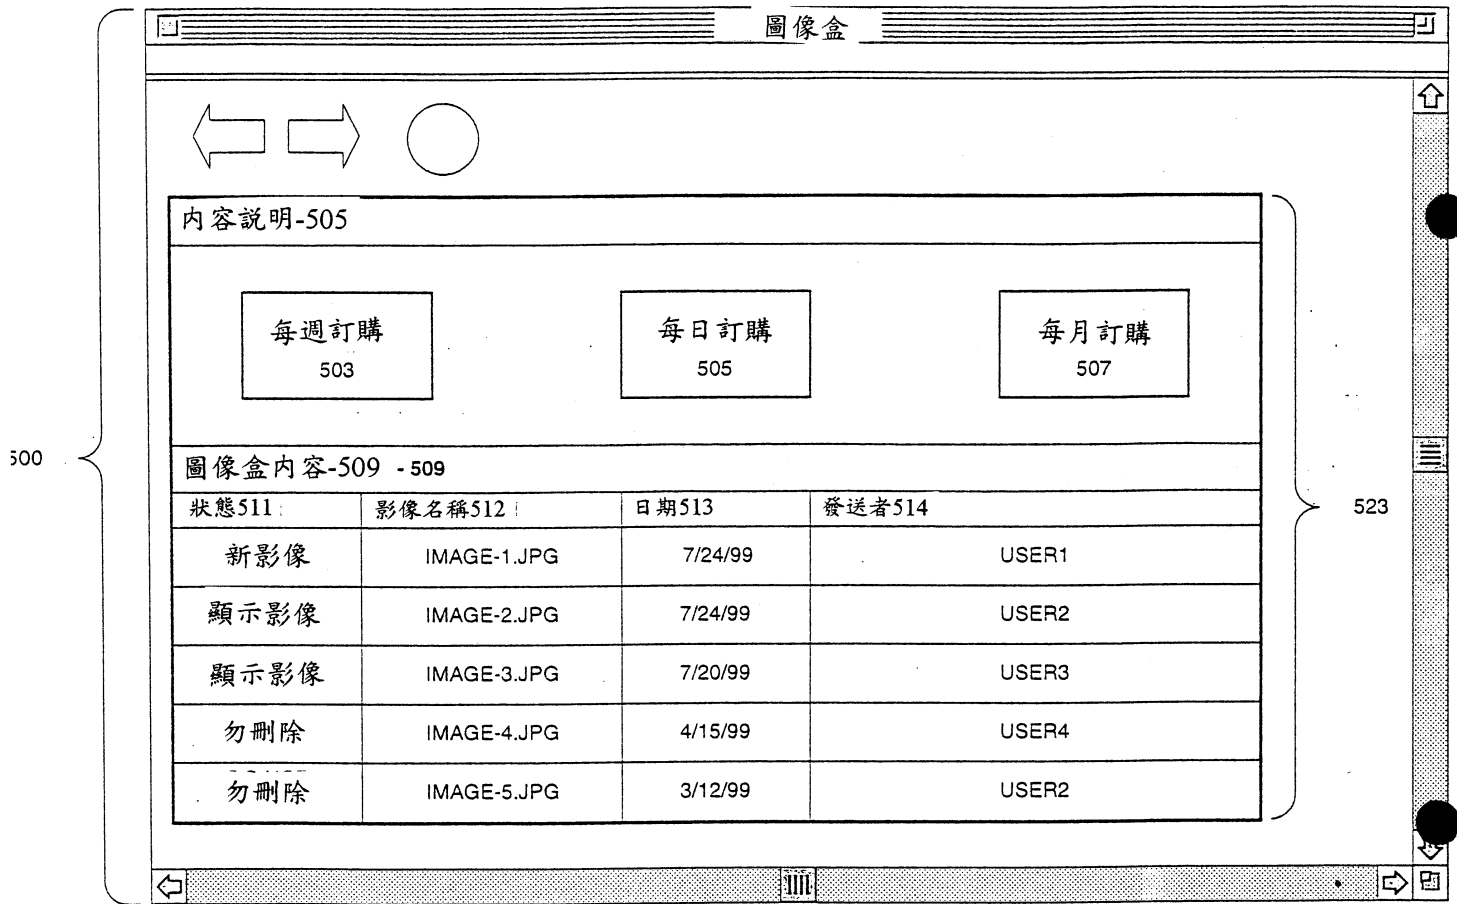 圖像盒
内容説明-505
每週訂購
503
每日訂購
505
每月訂購
507
500
圖像盒内容-509 - 509
523
狀態511 影像名稱512 日期513 發送者514
新影像 IMAGE-1.JPG 7/24/99 USER1
顯示影像 IMAGE-2.JPG 7/24/99 USER2
顯示影像 IMAGE-3.JPG 7/20/99 USER3
勿刪除 IMAGE-4.JPG 4/15/99 USER4
勿刪除 IMAGE-5.JPG 3/12/99 USER2